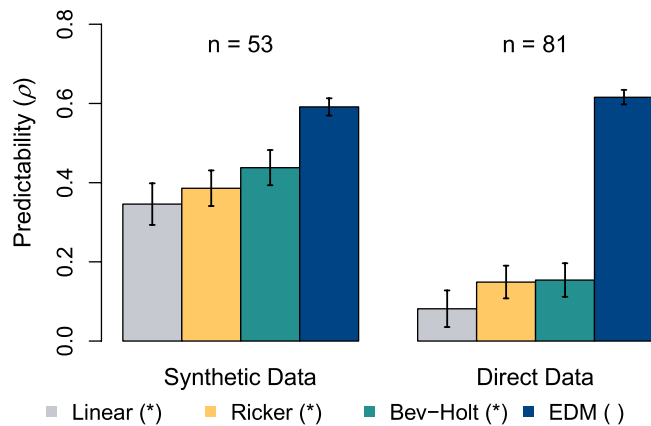 Predictability (ρ)
0.8
0.6
0.4
0.2
0.0
n = 53
n = 81
Synthetic Data
Direct Data
Linear (*)
Ricker (*)
Bev−Holt (*)
EDM ( )